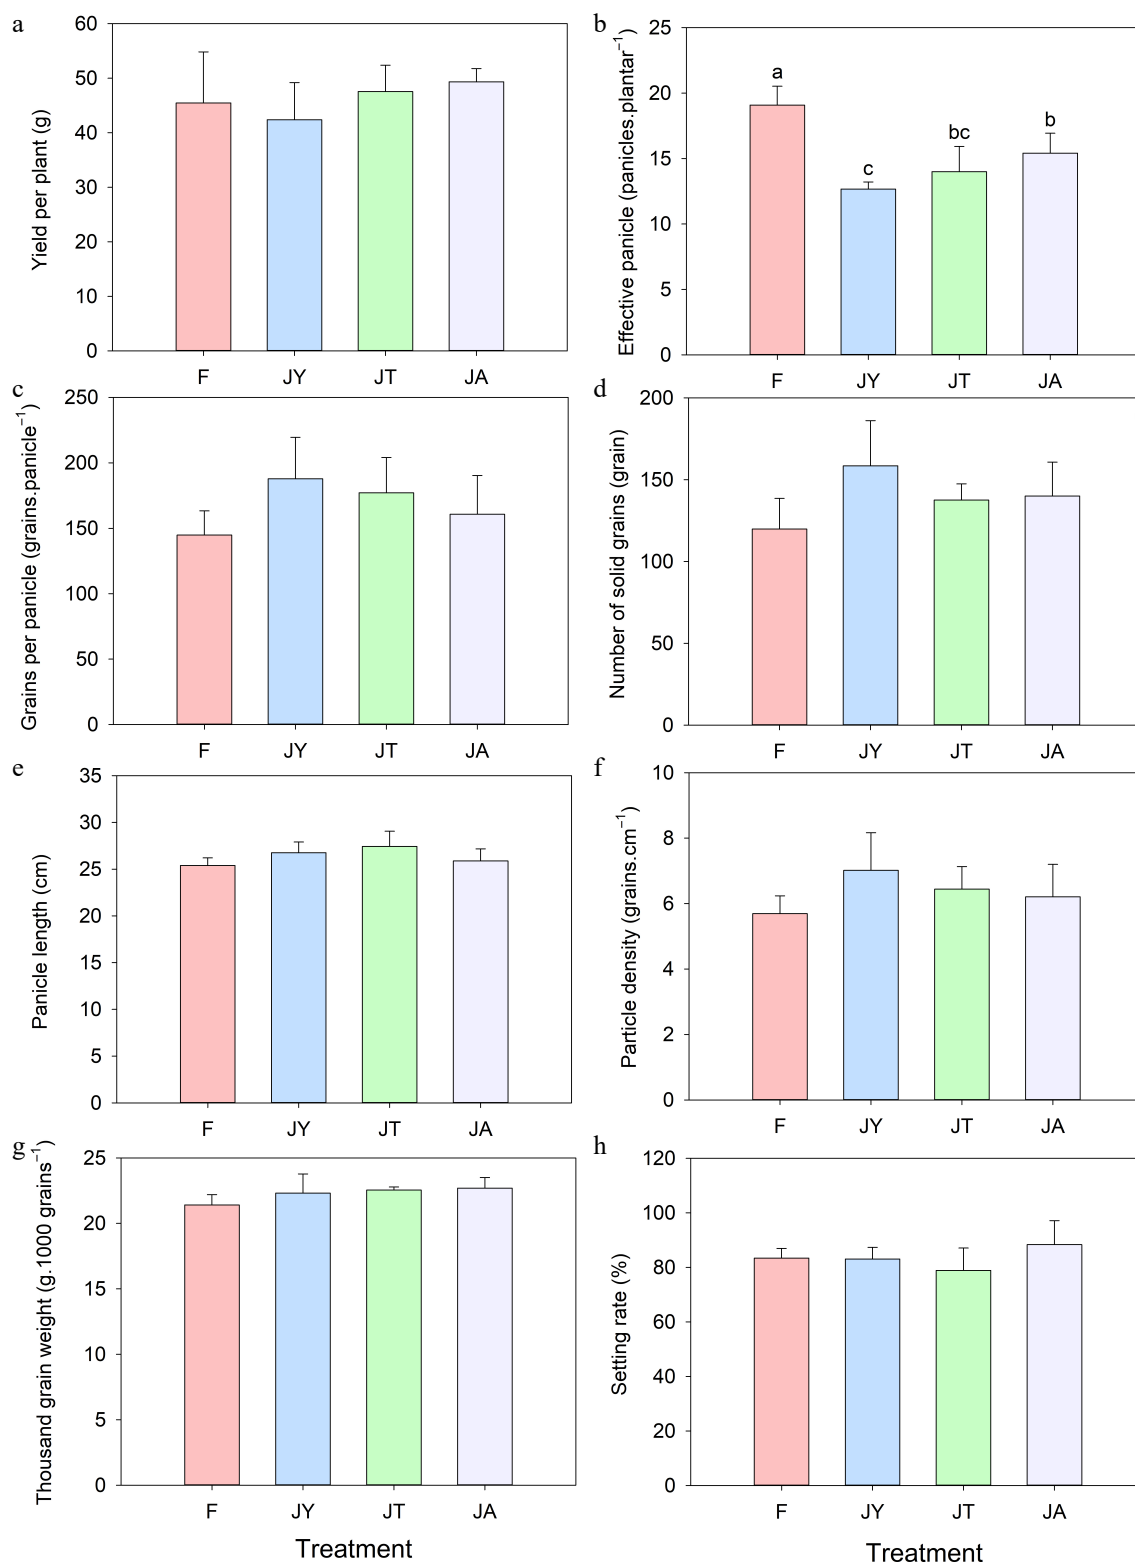 a
Yield per plant (g)
60
50
40
30
20
10
0
F JY JT JA
b
Effective panicle (panicles.plantar⁻¹)
25
20
15
10
5
0
a
c
bc
b
F JY JT JA
c
Grains per panicle (grains.panicle⁻¹)
250
200
150
100
50
0
F JY JT JA
d
Number of solid grains (grain)
200
150
100
50
0
F JY JT JA
e
Panicle length (cm)
35
30
25
20
15
10
5
0
F JY JT JA
f
Particle density (grains.cm⁻¹)
10
8
6
4
2
0
F JY JT JA
g
Thousand grain weight (g.1000 grains⁻¹)
25
20
15
10
5
0
F JY JT JA
Treatment
h
Setting rate (%)
120
100
80
60
40
20
0
F JY JT JA
Treatment